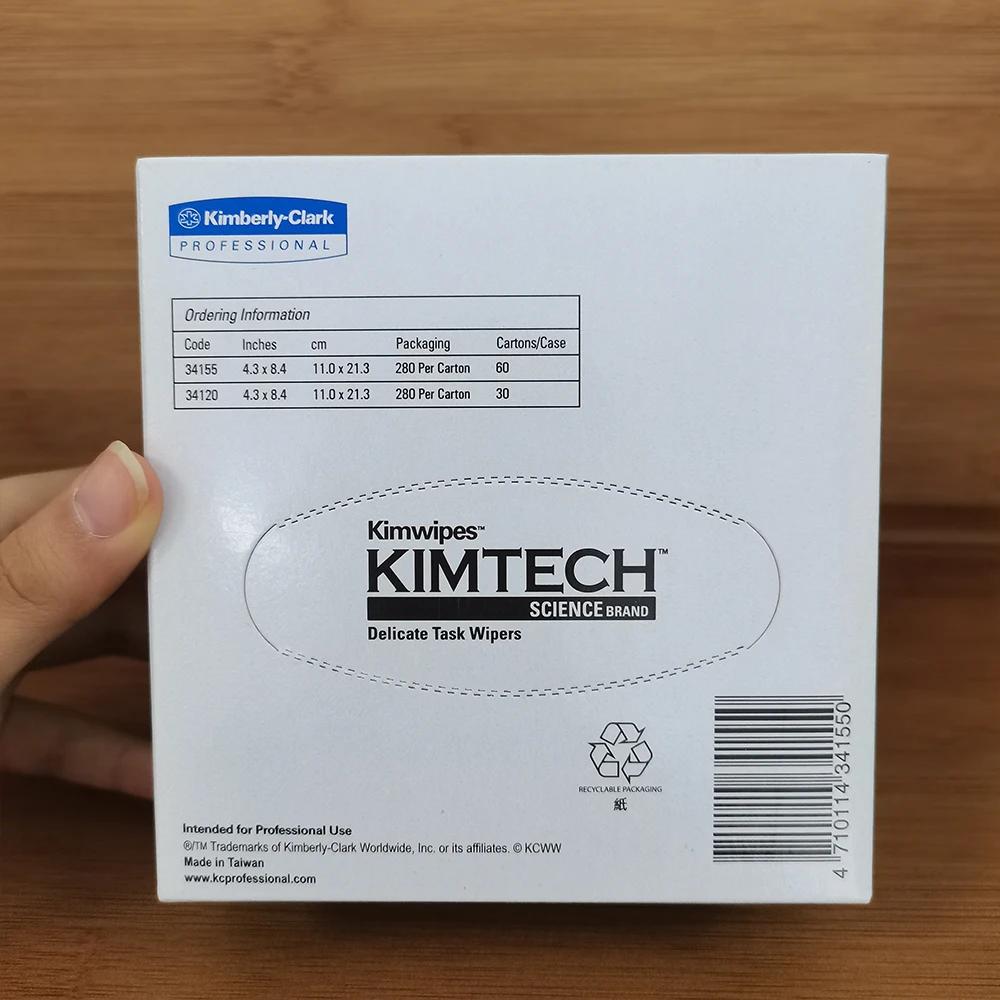 Kimberly-Clark
PROFESSIONAL
Ordering Information
Code Inches cm Packaging Cartons/Case
34155 4.3 x 8.4 11.0 x 21.3 280 Per Carton 60
34120 4.3 x 8.4 11.0 x 21.3 280 Per Carton 30
Kimwipes™
KIMTECH™
SCIENCE BRAND
Delicate Task Wipers
RECYCLABLE PACKAGING
紙
4 710114 341550
Intended for Professional Use
®/TM Trademarks of Kimberly-Clark Worldwide, Inc. or its affiliates. © KCWW
Made in Taiwan
www.kcprofessional.com